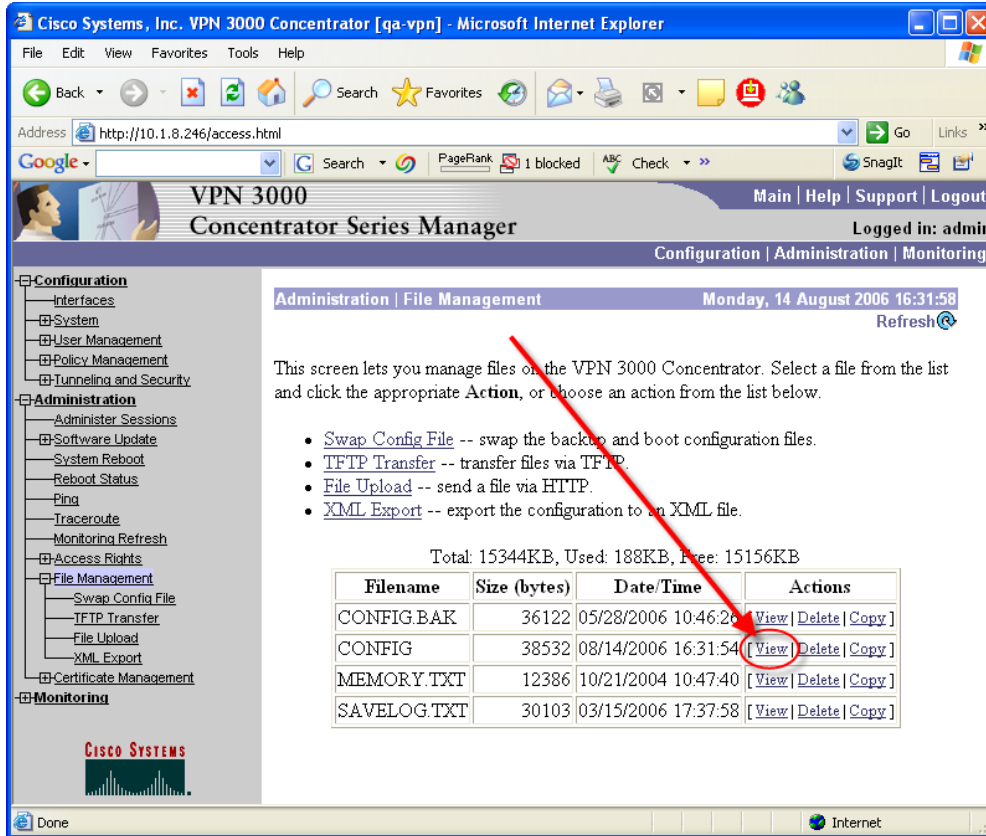 Cisco Systems, Inc. VPN 3000 Concentrator [qa-vpn] - Microsoft Internet Explorer
File Edit View Favorites Tools Help
Back Search Favorites
Address http://10.1.8.246/access.html Go Links »
Google Search PageRank 1 blocked ABC Check » SnagIt
VPN 3000
Concentrator Series Manager
Main | Help | Support | Logout
Logged in: admin
Configuration | Administration | Monitoring
Configuration
Interfaces
System
User Management
Policy Management
Tunneling and Security
Administration
Administer Sessions
Software Update
System Reboot
Reboot Status
Ping
Traceroute
Monitoring Refresh
Access Rights
File Management
Swap Config File
TFTP Transfer
File Upload
XML Export
Certificate Management
Monitoring
CISCO SYSTEMS
Administration | File Management Monday, 14 August 2006 16:31:58
Refresh
This screen lets you manage files on the VPN 3000 Concentrator. Select a file from the list
and click the appropriate Action, or choose an action from the list below.
• Swap Config File -- swap the backup and boot configuration files.
• TFTP Transfer -- transfer files via TFTP.
• File Upload -- send a file via HTTP.
• XML Export -- export the configuration to an XML file.
Total: 15344KB, Used: 188KB, Free: 15156KB
Filename Size (bytes) Date/Time Actions
CONFIG.BAK 36122 05/28/2006 10:46:26 [ View | Delete | Copy ]
CONFIG 38532 08/14/2006 16:31:54 [ View | Delete | Copy ]
MEMORY.TXT 12386 10/21/2004 10:47:40 [ View | Delete | Copy ]
SAVELOG.TXT 30103 03/15/2006 17:37:58 [ View | Delete | Copy ]
Done Internet